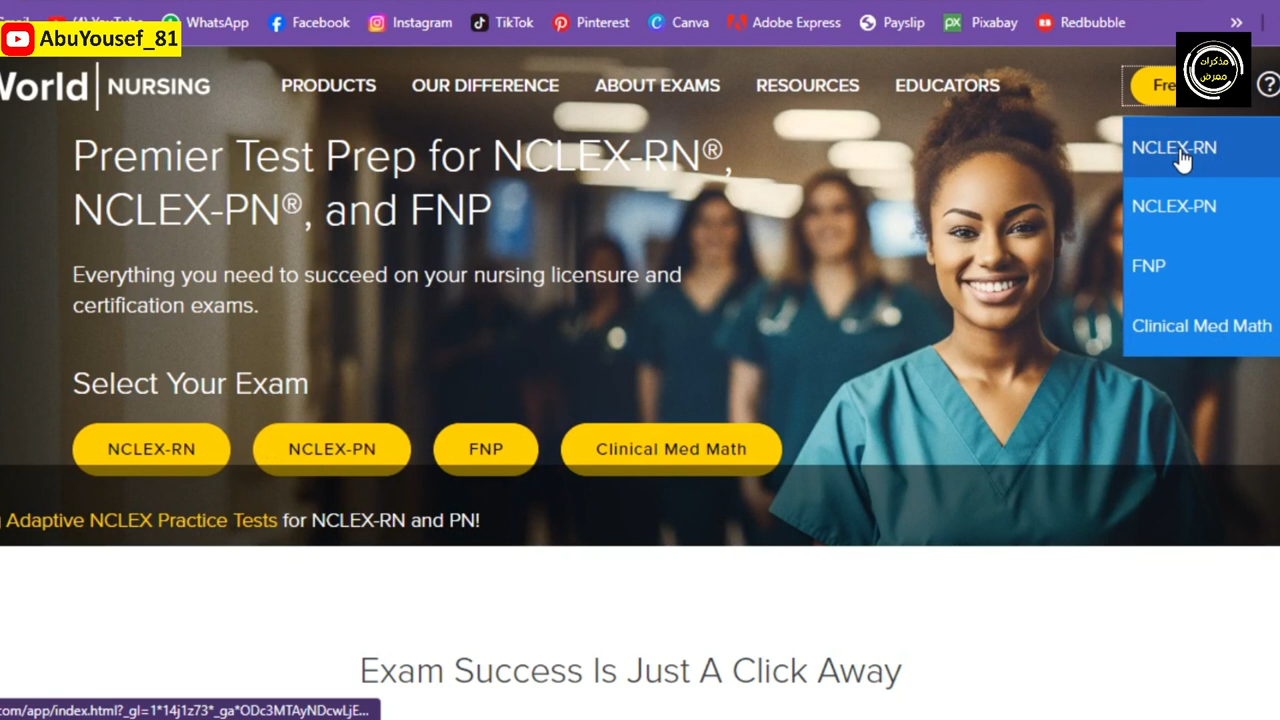 (4) YouTube WhatsApp Facebook Instagram TikTok Pinterest Canva Adobe Express Payslip Pixabay Redbubble »
AbuYousef_81
مذكرات
ممرض
World NURSING PRODUCTS OUR DIFFERENCE ABOUT EXAMS RESOURCES EDUCATORS Fre ?
Premier Test Prep for NCLEX-RN®,
NCLEX-PN®, and FNP
NCLEX-RN
NCLEX-PN
FNP
Clinical Med Math
Everything you need to succeed on your nursing licensure and
certification exams.
Select Your Exam
NCLEX-RN NCLEX-PN FNP Clinical Med Math
Adaptive NCLEX Practice Tests for NCLEX-RN and PN!
Exam Success Is Just A Click Away
com/app/index.html?_gl=1*14j1z73*_ga*ODc3MTAyNDcwLjE...